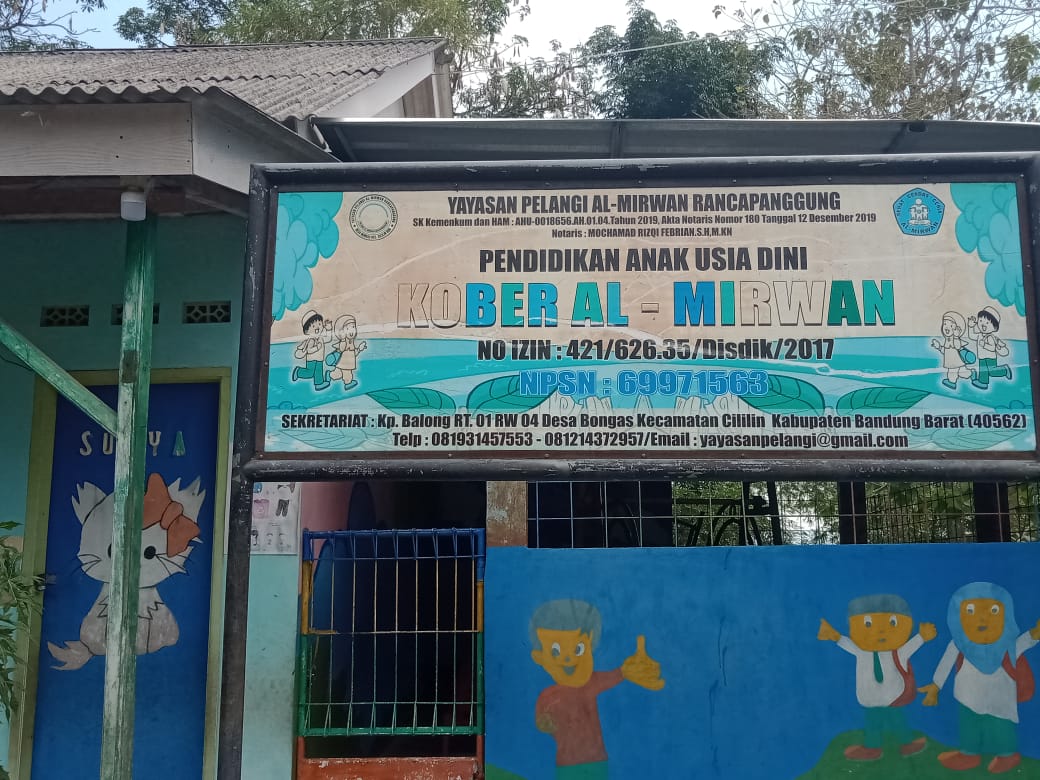 YAYASAN PELANGI AL-MIRWAN RANCAPANGGUNG
SK Kemenkum dan HAM : AHU-0018656.AH.01.04.Tahun 2019, Akta Notaris Nomor 180 Tanggal 12 Desember 2019
Notaris : MOCHAMAD RIZQI FEBRIAN.S.H,M.KN
PENDIDIKAN ANAK USIA DINI
KOBER AL - MIRWAN
NO IZIN : 421/626.35/Disdik/2017
NPSN : 69971563
SEKRETARIAT : Kp. Balong RT. 01 RW 04 Desa Bongas Kecamatan Cililin Kabupaten Bandung Barat (40562)
Telp : 081931457553 - 081214372957/Email : yayasanpelangi@gmail.com
AL-MIRWAN